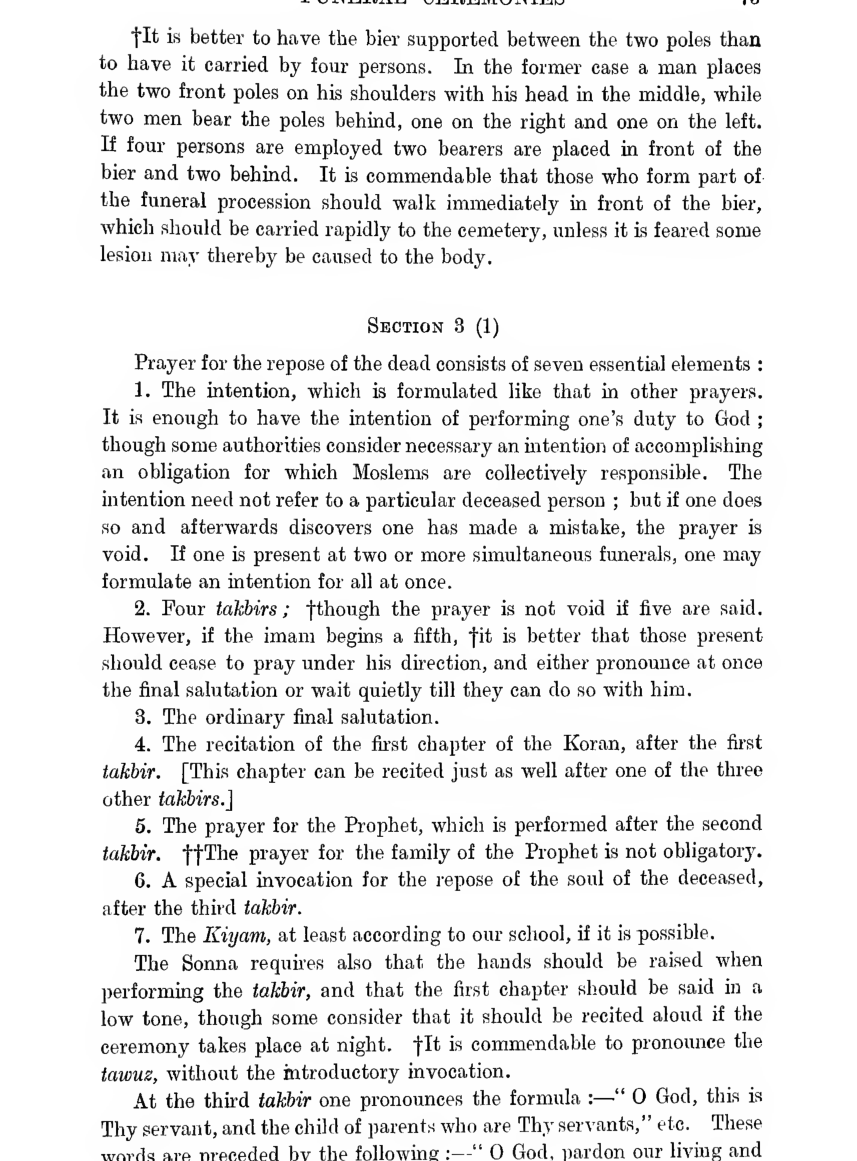 FUNERAL CEREMONIES
†It is better to have the bier supported between the two poles than
to have it carried by four persons. In the former case a man places
the two front poles on his shoulders with his head in the middle, while
two men bear the poles behind, one on the right and one on the left.
If four persons are employed two bearers are placed in front of the
bier and two behind. It is commendable that those who form part of
the funeral procession should walk immediately in front of the bier,
which should be carried rapidly to the cemetery, unless it is feared some
lesion may thereby be caused to the body.
SECTION 3 (1)
Prayer for the repose of the dead consists of seven essential elements :
1. The intention, which is formulated like that in other prayers.
It is enough to have the intention of performing one's duty to God ;
though some authorities consider necessary an intention of accomplishing
an obligation for which Moslems are collectively responsible. The
intention need not refer to a particular deceased person ; but if one does
so and afterwards discovers one has made a mistake, the prayer is
void. If one is present at two or more simultaneous funerals, one may
formulate an intention for all at once.
2. Four takbirs ; †though the prayer is not void if five are said.
However, if the imam begins a fifth, †it is better that those present
should cease to pray under his direction, and either pronounce at once
the final salutation or wait quietly till they can do so with him.
3. The ordinary final salutation.
4. The recitation of the first chapter of the Koran, after the first
takbir. [This chapter can be recited just as well after one of the three
other takbirs.]
5. The prayer for the Prophet, which is performed after the second
takbir. ††The prayer for the family of the Prophet is not obligatory.
6. A special invocation for the repose of the soul of the deceased,
after the third takbir.
7. The Kiyam, at least according to our school, if it is possible.
The Sonna requires also that the hands should be raised when
performing the takbir, and that the first chapter should be said in a
low tone, though some consider that it should be recited aloud if the
ceremony takes place at night. †It is commendable to pronounce the
tawuz, without the introductory invocation.
At the third takbir one pronounces the formula :—“ O God, this is
Thy servant, and the child of parents who are Thy servants,” etc. These
words are preceded by the following :—“ O God, pardon our living and